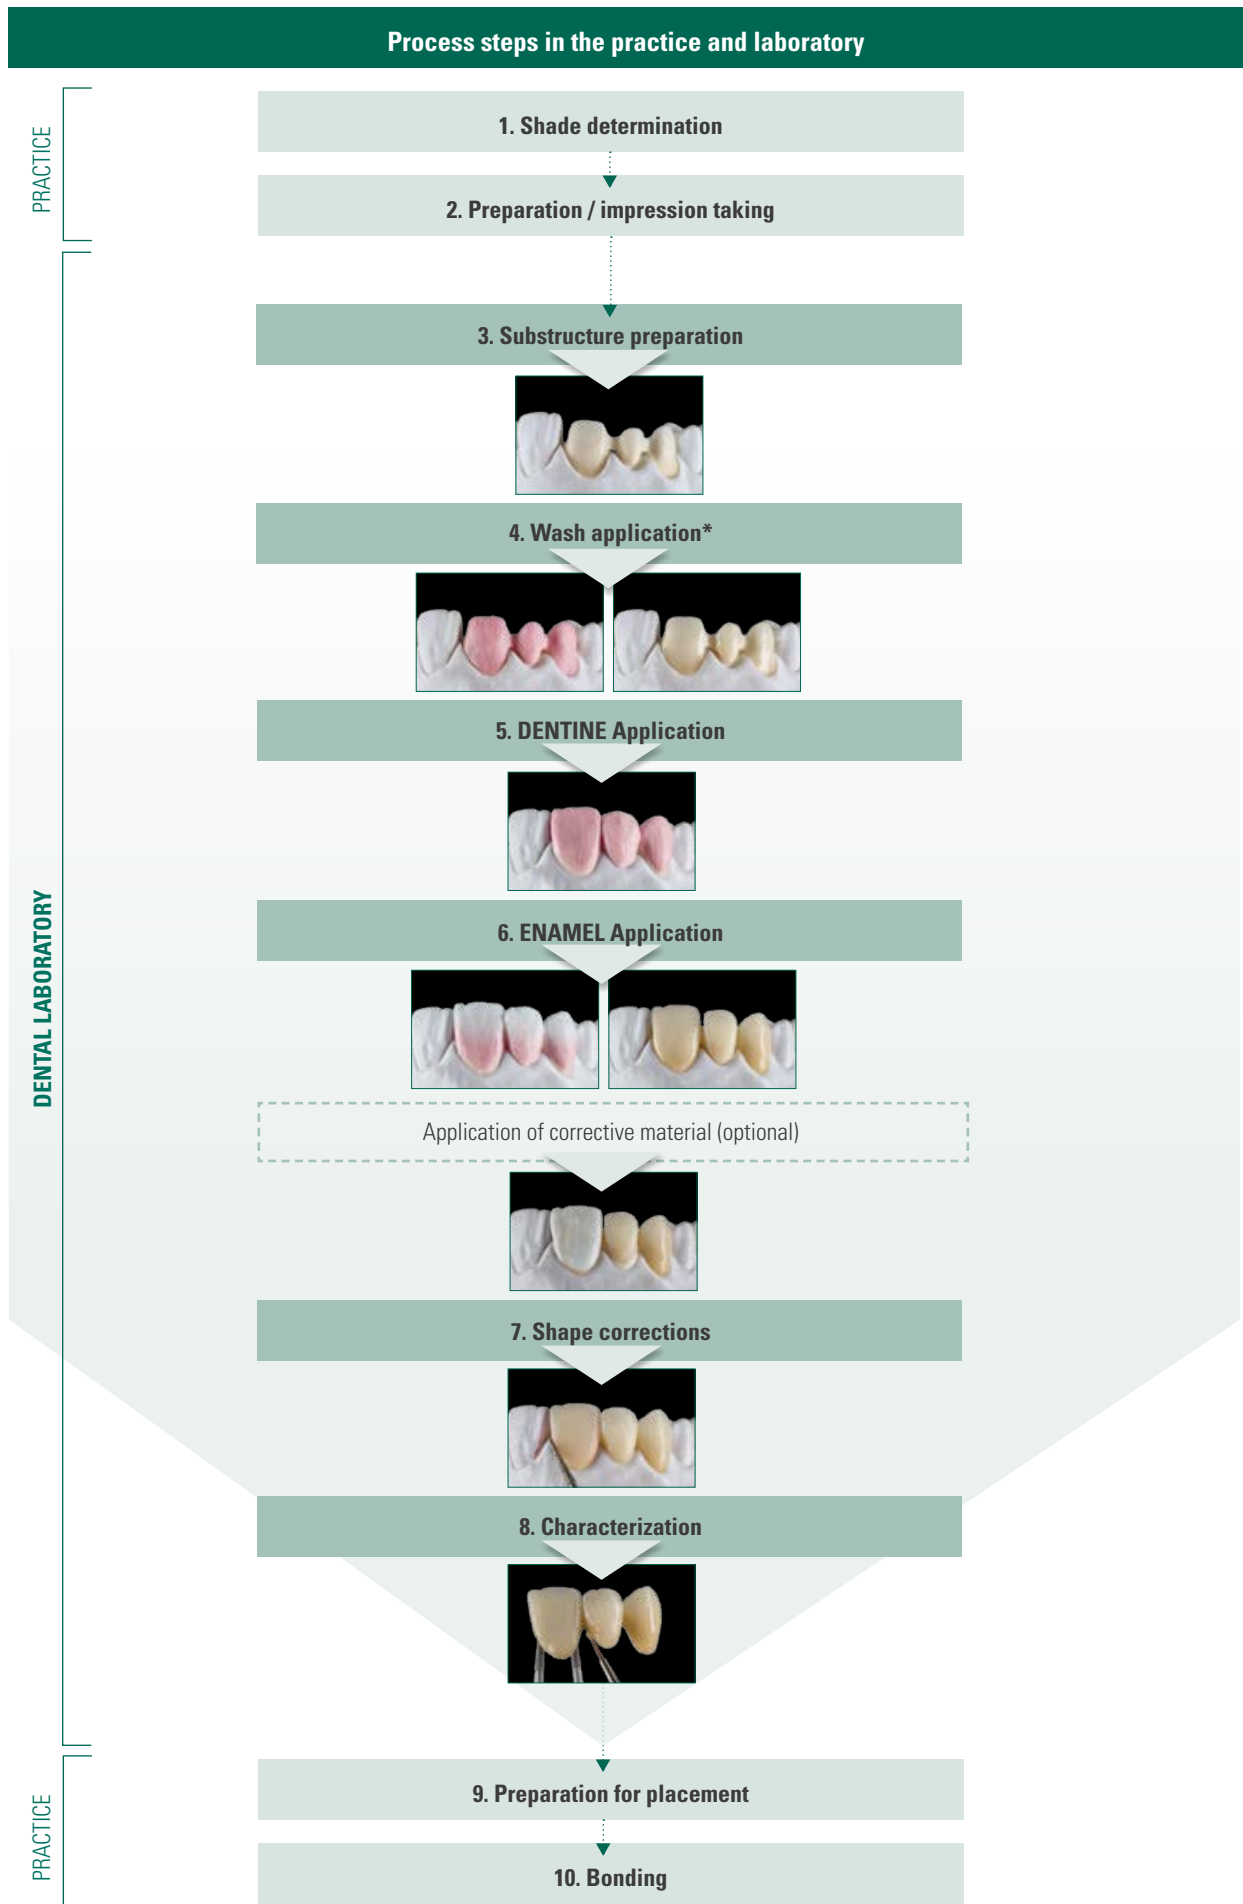 Process steps in the practice and laboratory
PRACTICE
1. Shade determination
2. Preparation / impression taking
DENTAL LABORATORY
3. Substructure preparation
4. Wash application*
5. DENTINE Application
6. ENAMEL Application
Application of corrective material (optional)
7. Shape corrections
8. Characterization
PRACTICE
9. Preparation for placement
10. Bonding